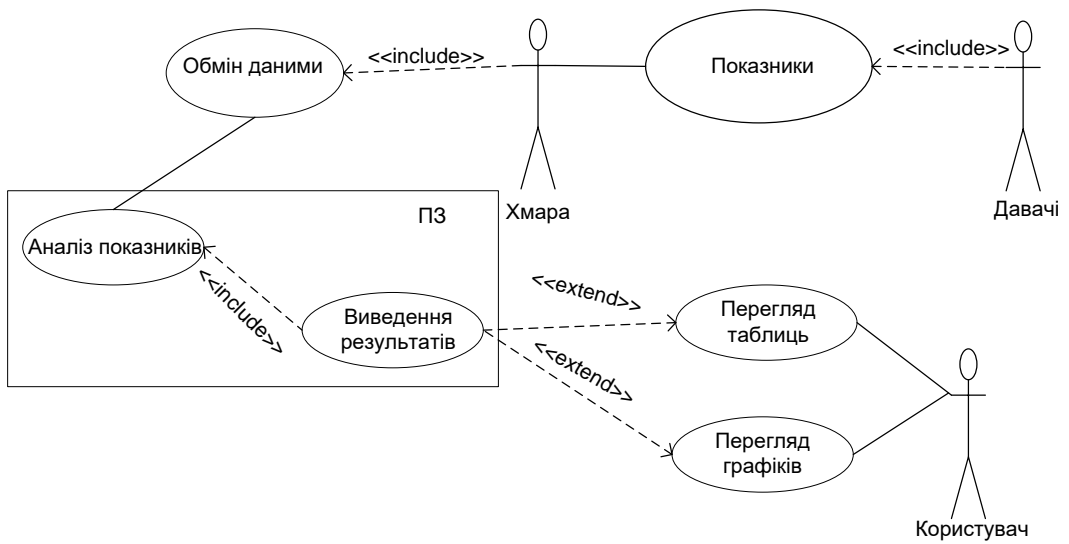 Обмін даними
<<include>>
Показники
<<include>>
Хмара
Давачі
ПЗ
Аналіз показників
<<include>>
Виведення
результатів
<<extend>>
Перегляд
таблиць
<<extend>>
Перегляд
графіків
Користувач